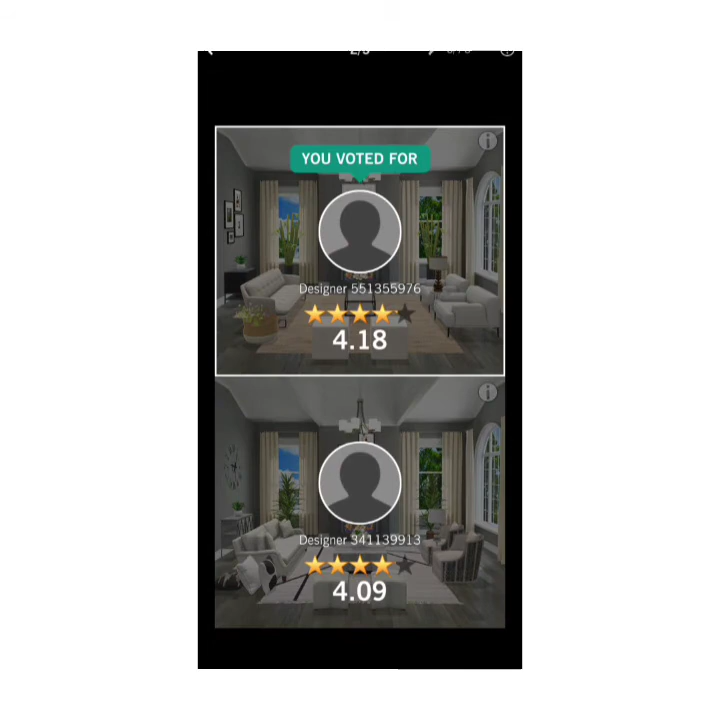 YOU VOTED FOR
Designer 551355976
4.18
Designer 341139913
4.09